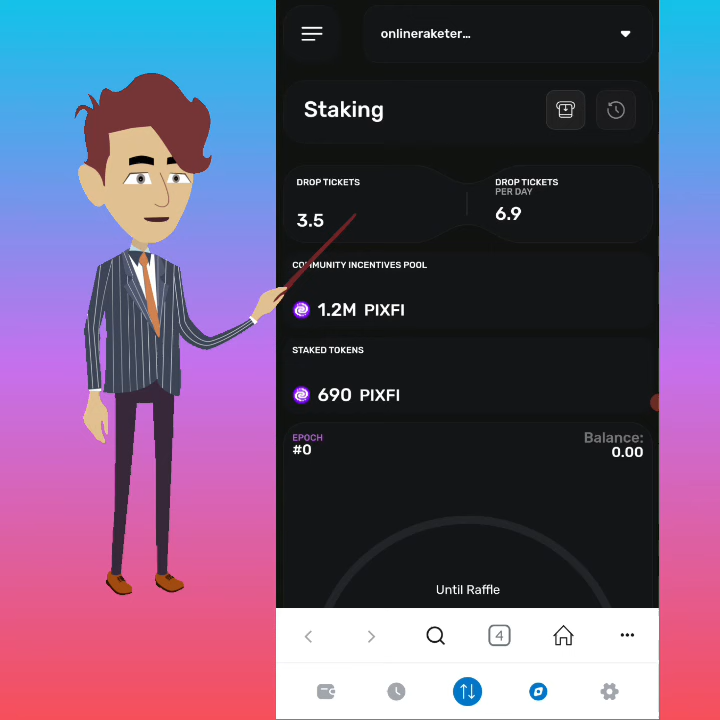 onlineraketer...
Staking
DROP TICKETS
3.5
DROP TICKETS
PER DAY
6.9
COMMUNITY INCENTIVES POOL
1.2M PIXFI
STAKED TOKENS
690 PIXFI
EPOCH
#0
Balance:
0.00
Until Raffle
4